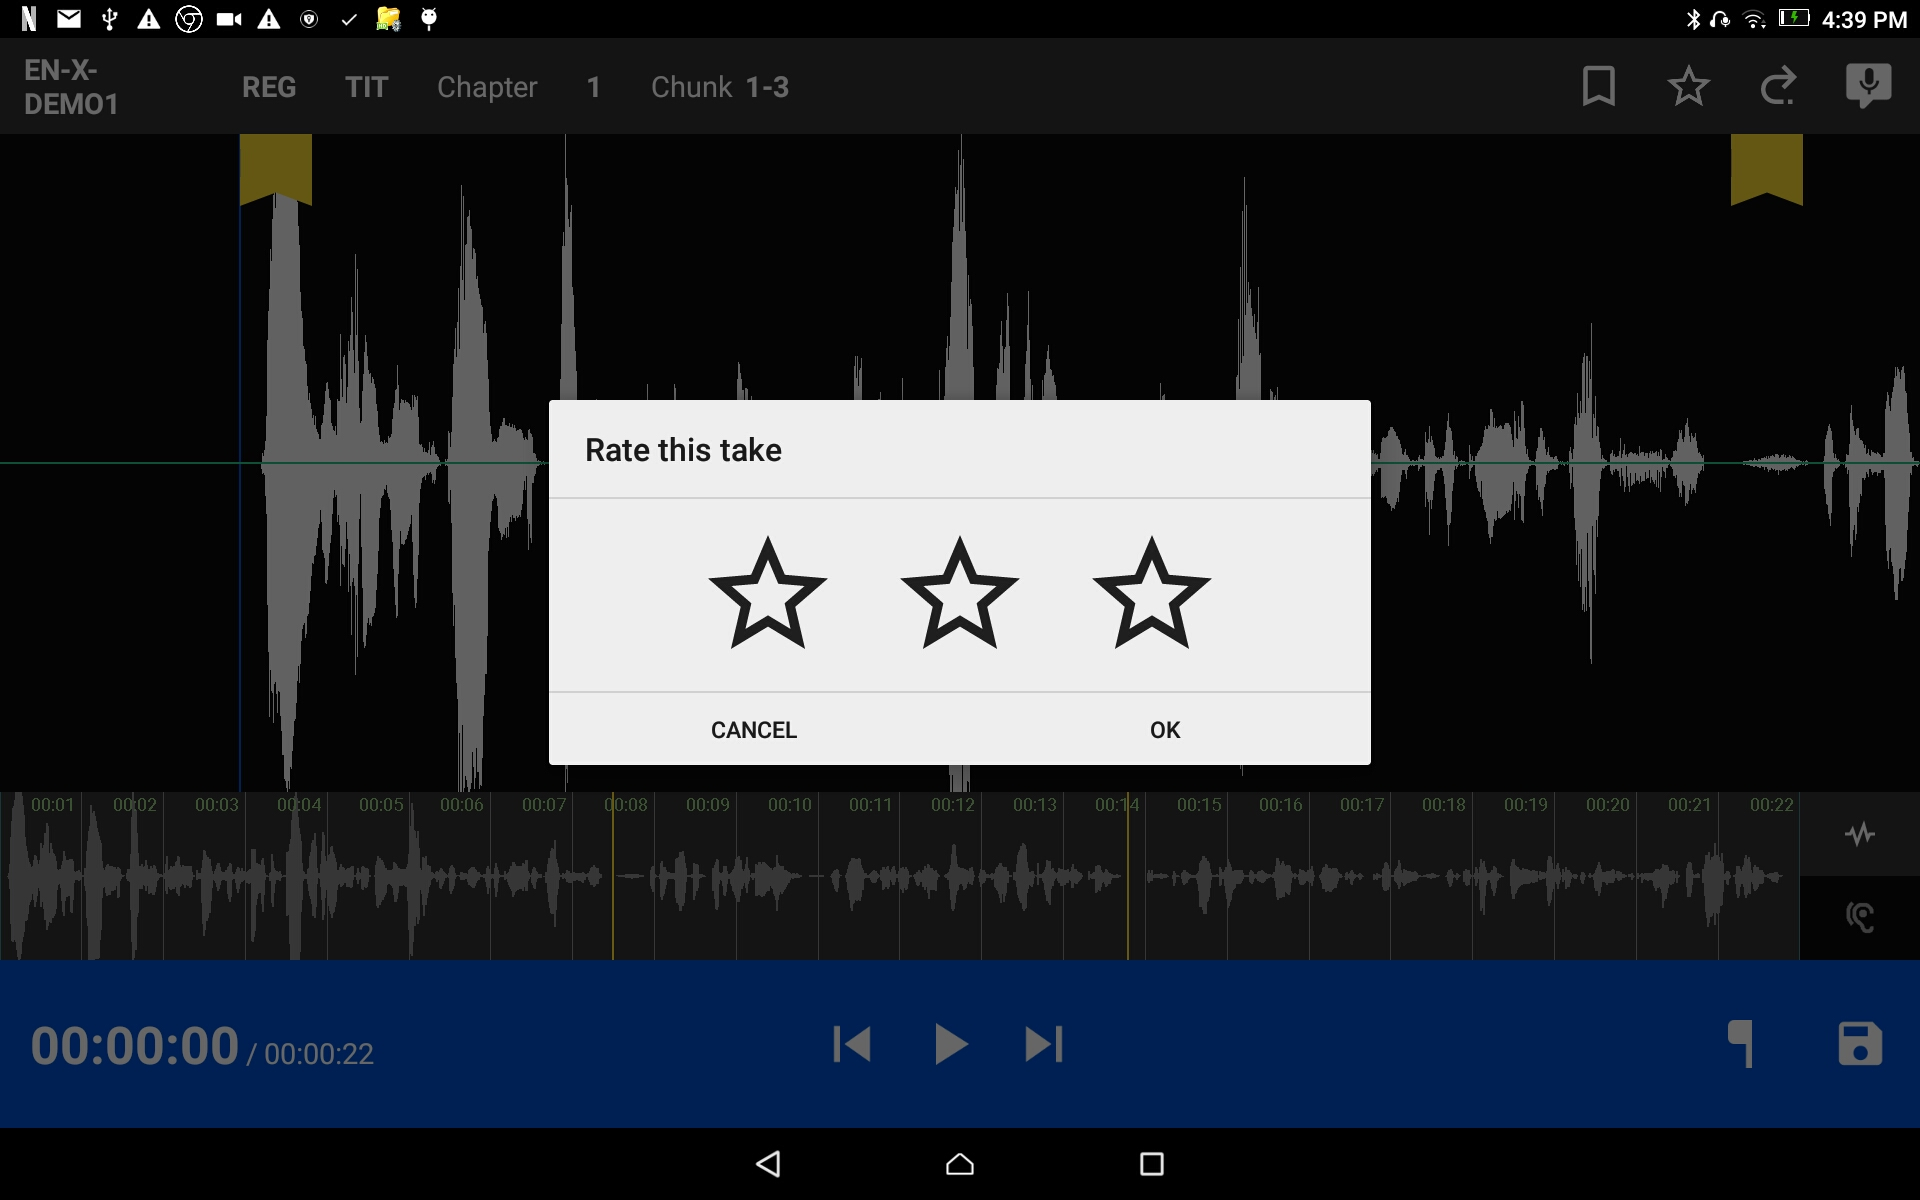 4:39 PM
EN-X-
DEMO1
REG TIT Chapter 1 Chunk 1-3
Rate this take
CANCEL OK
00:01 00:02 00:03 00:04 00:05 00:06 00:07 00:08 00:09 00:10 00:11 00:12 00:13 00:14 00:15 00:16 00:17 00:18 00:19 00:20 00:21 00:22
00:00:00 / 00:00:22